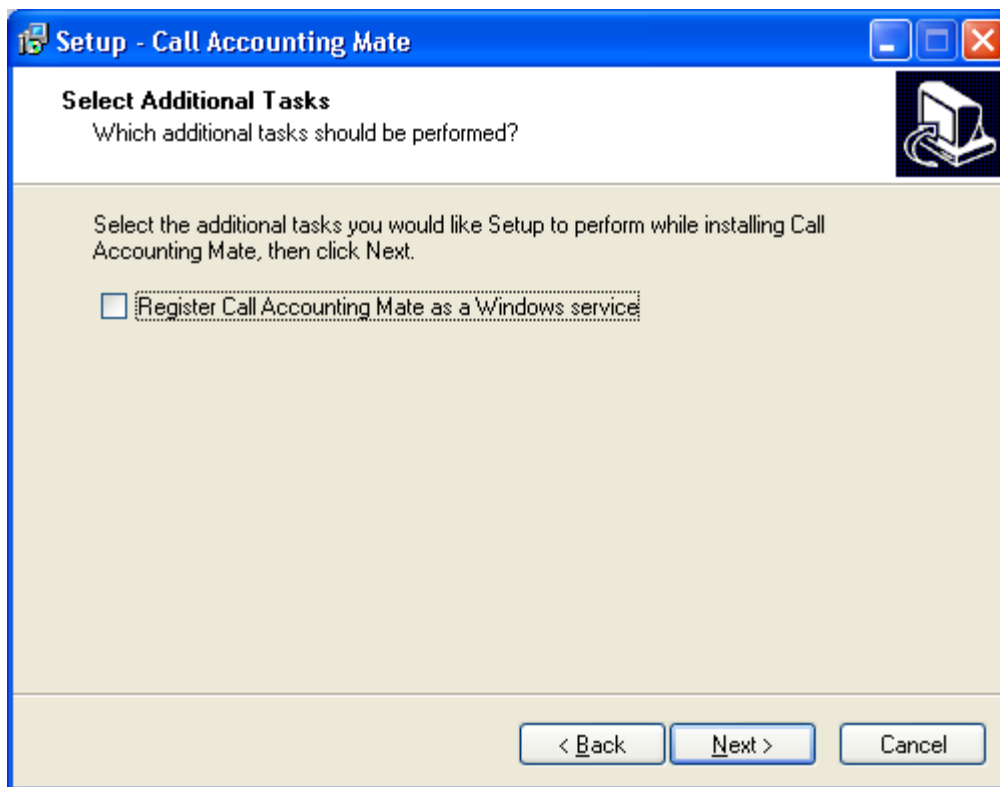 Setup - Call Accounting Mate
Select Additional Tasks
Which additional tasks should be performed?
Select the additional tasks you would like Setup to perform while installing Call
Accounting Mate, then click Next.
Register Call Accounting Mate as a Windows service
< Back
Next >
Cancel